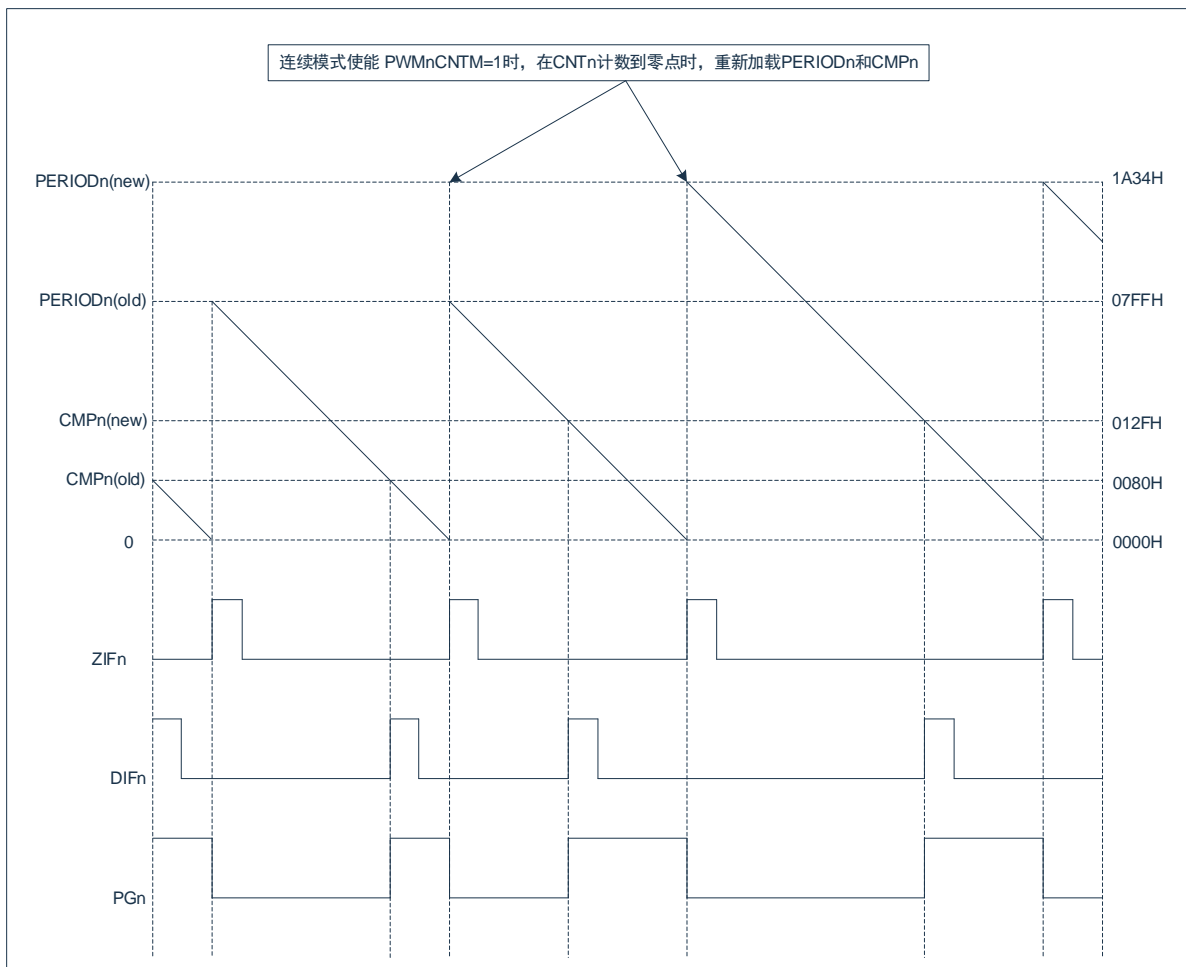 连续模式使能 PWMnCNTM=1时，在CNTn计数到零点时，重新加载PERIODn和CMPn
PERIODn(new)
1A34H
PERIODn(old)
07FFH
CMPn(new)
012FH
CMPn(old)
0080H
0
0000H
ZIFn
DIFn
PGn